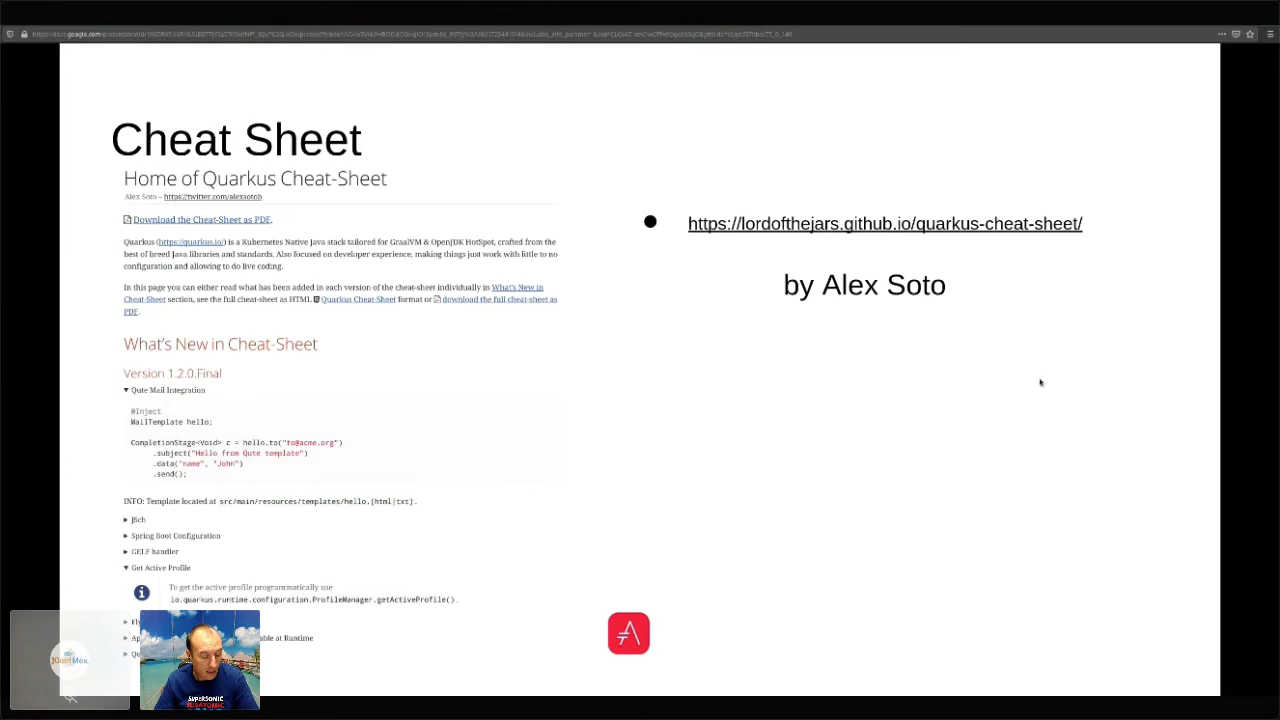 Cheat Sheet
Home of Quarkus Cheat-Sheet
Alex Soto – https://twitter.com/alexsotob
Download the Cheat-Sheet as PDF.
Quarkus (https://quarkus.io/) is a Kubernetes Native Java stack tailored for GraalVM & OpenJDK HotSpot, crafted from the
best of breed Java libraries and standards. Also focused on developer experience, making things just work with little to no
configuration and allowing to do live coding.
In this page you can either read what has been added in each version of the cheat-sheet individually in What's New in
Cheat-Sheet section, see the full cheat-sheet as HTML Quarkus Cheat-Sheet format or download the full cheat-sheet as
PDF.
What's New in Cheat-Sheet
Version 1.2.0.Final
Qute Mail Integration
@Inject
MailTemplate hello;
CompletionStage<Void> c = hello.to("to@acme.org")
.subject("Hello from Qute template")
.data("name", "John")
.send();
INFO: Template located at src/main/resources/templates/hello.[html|txt].
JSch
Spring Boot Configuration
GELF handler
Get Active Profile
To get the active profile programmatically use
io.quarkus.runtime.configuration.ProfileManager.getActiveProfile().
able at Runtime
https://lordofthejars.github.io/quarkus-cheat-sheet/
by Alex Soto
JConfMex
SUPERSONIC
SUBATOMIC